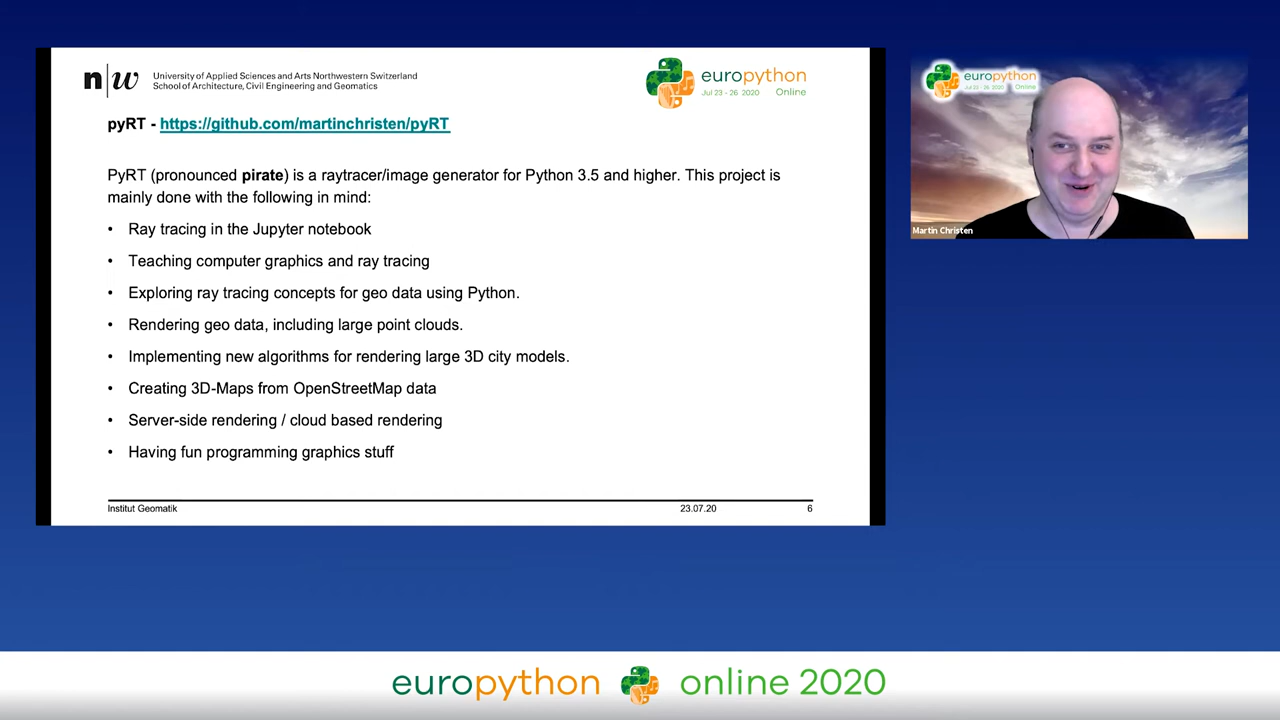 n w
University of Applied Sciences and Arts Northwestern Switzerland
School of Architecture, Civil Engineering and Geomatics
europython
Jul 23 - 26 2020 Online
pyRT - https://github.com/martinchristen/pyRT
PyRT (pronounced pirate) is a raytracer/image generator for Python 3.5 and higher. This project is
mainly done with the following in mind:
• Ray tracing in the Jupyter notebook
• Teaching computer graphics and ray tracing
• Exploring ray tracing concepts for geo data using Python.
• Rendering geo data, including large point clouds.
• Implementing new algorithms for rendering large 3D city models.
• Creating 3D-Maps from OpenStreetMap data
• Server-side rendering / cloud based rendering
• Having fun programming graphics stuff
Institut Geomatik 23.07.20 6
europython
Jul 23 - 26 2020 Online
Martin Christen
europython online 2020